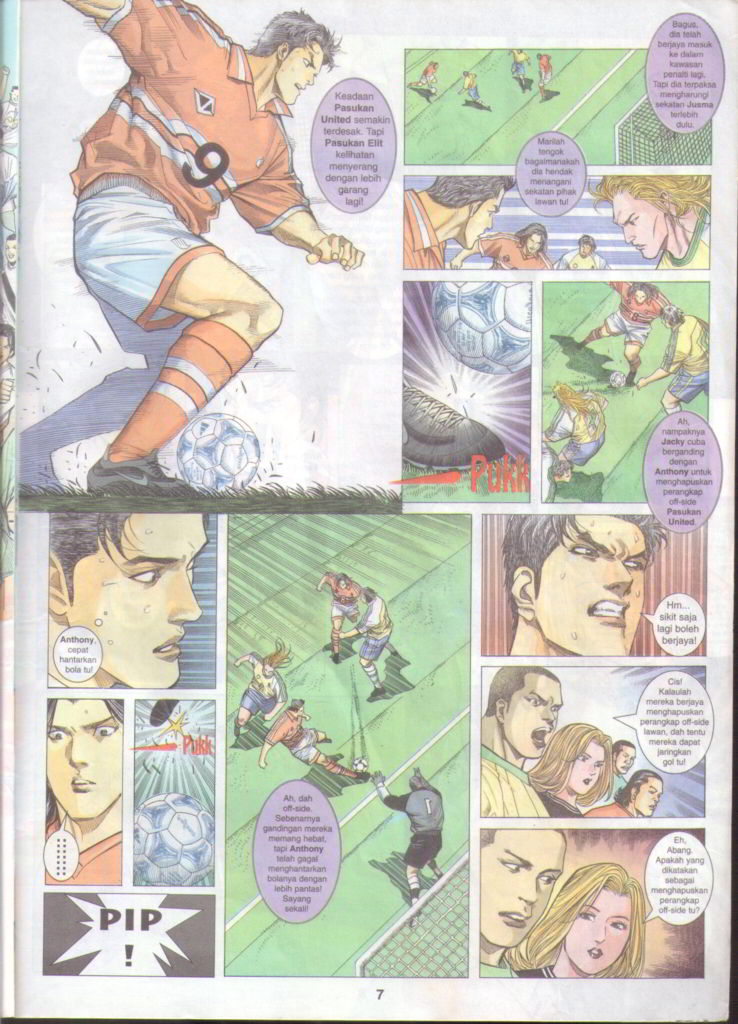 9
Keadaan
Pasukan
United semakin
terdesak. Tapi
Pasukan Elit
kelihatan
menyerang
dengan lebih
garang
lagi!
Bagus,
dia telah
berjaya masuk
ke dalam
kawasan
penalti lagi.
Tapi dia terpaksa
mengharungi
sekatan Jusma
terlebih
dulu.
Marilah
tengok
bagaimanakah
dia hendak
menangani
sekatan pihak
lawan tu!
Pukk
Ah,
nampaknya
Jacky cuba
berganding
dengan
Anthony untuk
menghapuskan
perangkap
off-side
Pasukan
United.
Anthony,
cepat
hantarkan
bola tu!
Pukk
PIP
!
Ah, dah
off-side.
Sebenarnya
gandingan mereka
memang hebat,
tapi Anthony
telah gagal
menghantarkan
bolanya dengan
lebih pantas!
Sayang
sekali!
1
Hm...
sikit saja
lagi boleh
berjaya!
Cis!
Kalaulah
mereka berjaya
menghapuskan
perangkap off-side
lawan, dah tentu
mereka dapat
jaringkan
gol tu!
Eh,
Abang.
Apakah yang
dikatakan
sebagai
menghapuskan
perangkap
off-side tu?
7